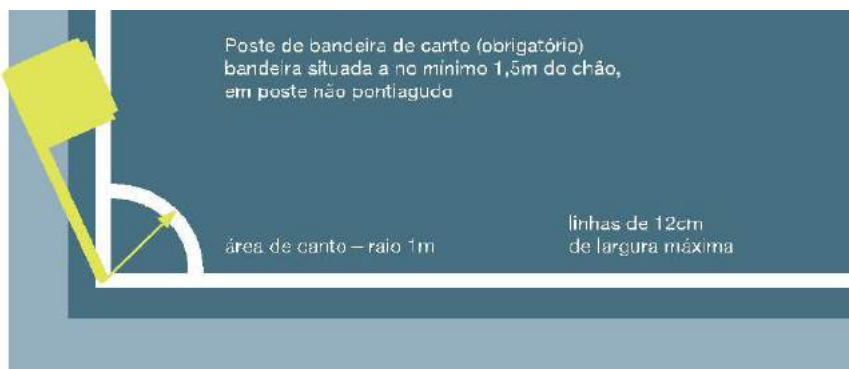 Poste de bandeira de canto (obrigatório)
bandeira situada a no mínimo 1,5m do chão,
em poste não pontiagudo
linhas de 12cm
área de canto – raio 1m
de largura máxima